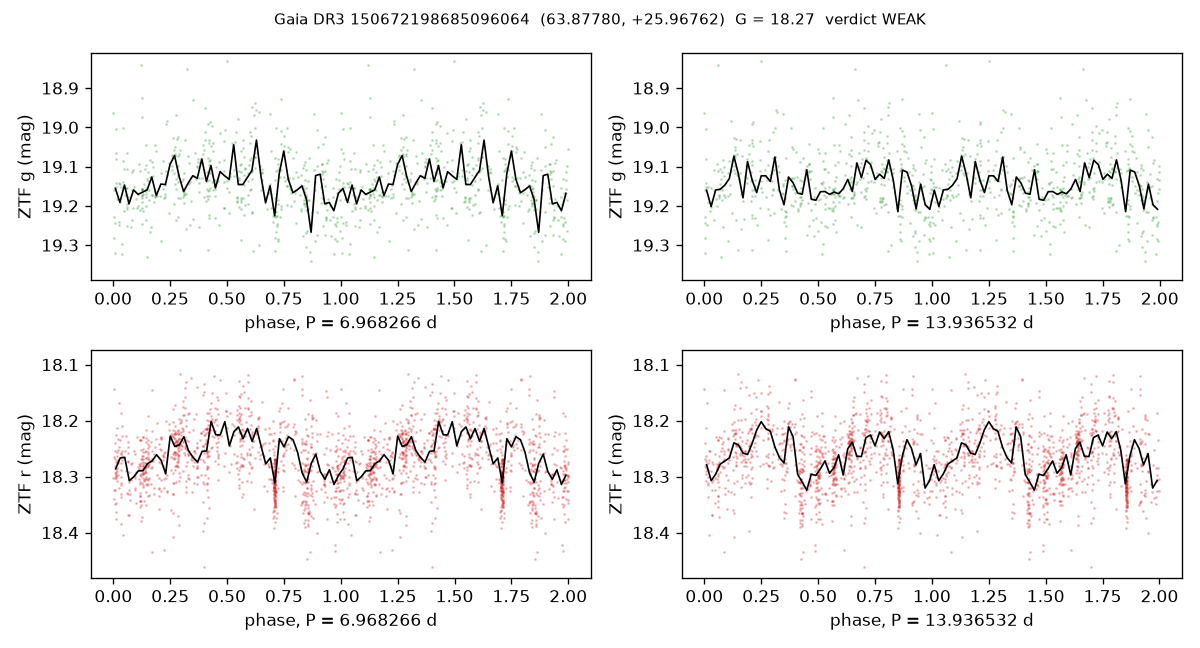 Gaia DR3 150672198685096064  (63.87780, +25.96762)  G = 18.27  verdict WEAK
ZTF g (mag)
18.9
19.0
19.1
19.2
19.3
0.00 0.25 0.50 0.75 1.00 1.25 1.50 1.75 2.00
phase, P = 6.968266 d
ZTF g (mag)
18.9
19.0
19.1
19.2
19.3
0.00 0.25 0.50 0.75 1.00 1.25 1.50 1.75 2.00
phase, P = 13.936532 d
ZTF r (mag)
18.1
18.2
18.3
18.4
0.00 0.25 0.50 0.75 1.00 1.25 1.50 1.75 2.00
phase, P = 6.968266 d
ZTF r (mag)
18.1
18.2
18.3
18.4
0.00 0.25 0.50 0.75 1.00 1.25 1.50 1.75 2.00
phase, P = 13.936532 d